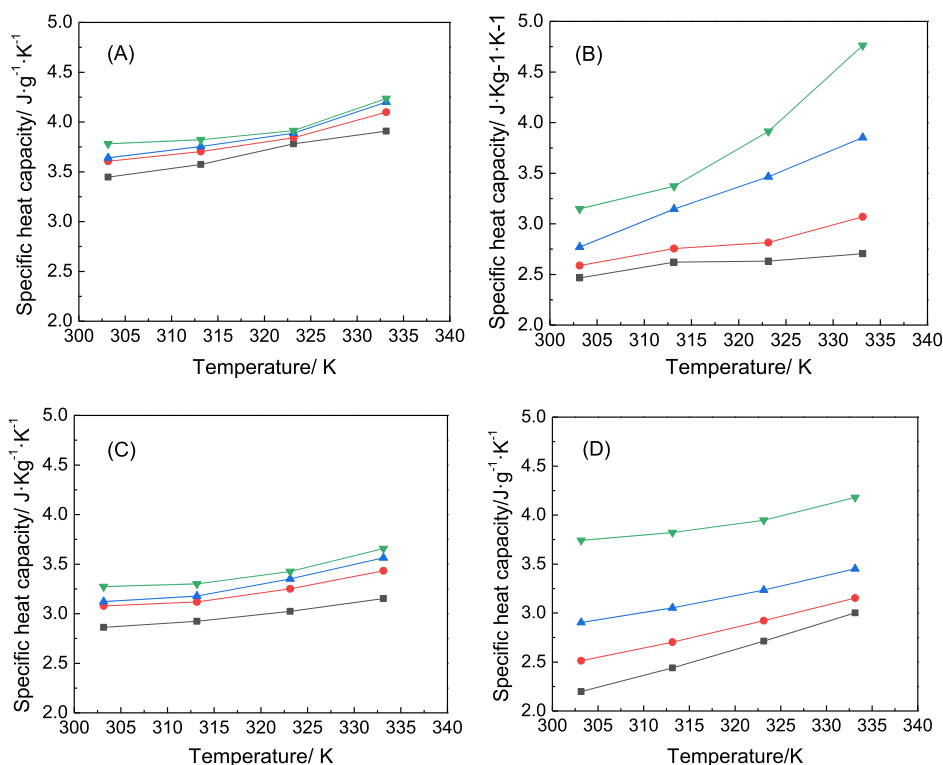 (A)
Specific heat capacity/ J·g⁻¹·K⁻¹
5.0
4.5
4.0
3.5
3.0
2.5
2.0
300 305 310 315 320 325 330 335 340
Temperature/ K
(B)
Specific heat capacity/ J·Kg-1·K-1
5.0
4.5
4.0
3.5
3.0
2.5
2.0
300 305 310 315 320 325 330 335 340
Temperature/ K
(C)
Specific heat capacity/ J·Kg⁻¹·K⁻¹
5.0
4.5
4.0
3.5
3.0
2.5
2.0
300 305 310 315 320 325 330 335 340
Temperature/ K
(D)
Specific heat capacity/J·g⁻¹·K⁻¹
5.0
4.5
4.0
3.5
3.0
2.5
2.0
300 305 310 315 320 325 330 335 340
Temperature/K